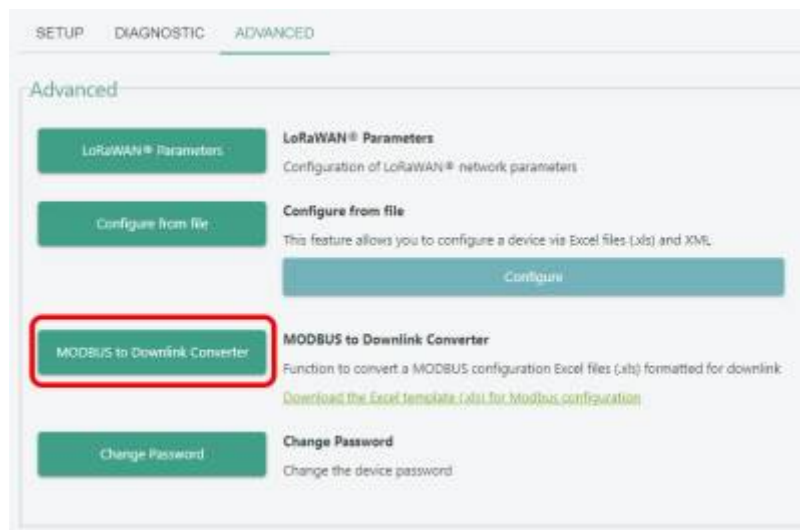 SETUP DIAGNOSTIC ADVANCED
Advanced
LoRaWAN® Parameters
LoRaWAN® Parameters
Configuration of LoRaWAN® network parameters
Configure from file
Configure from file
This feature allows you to configure a device via Excel files (.xls) and XML
Configure
MODBUS to Downlink Converter
MODBUS to Downlink Converter
Function to convert a MODBUS configuration Excel files (.xls) formatted for downlink
Download the Excel template (.xls) for Modbus configuration
Change Password
Change Password
Change the device password